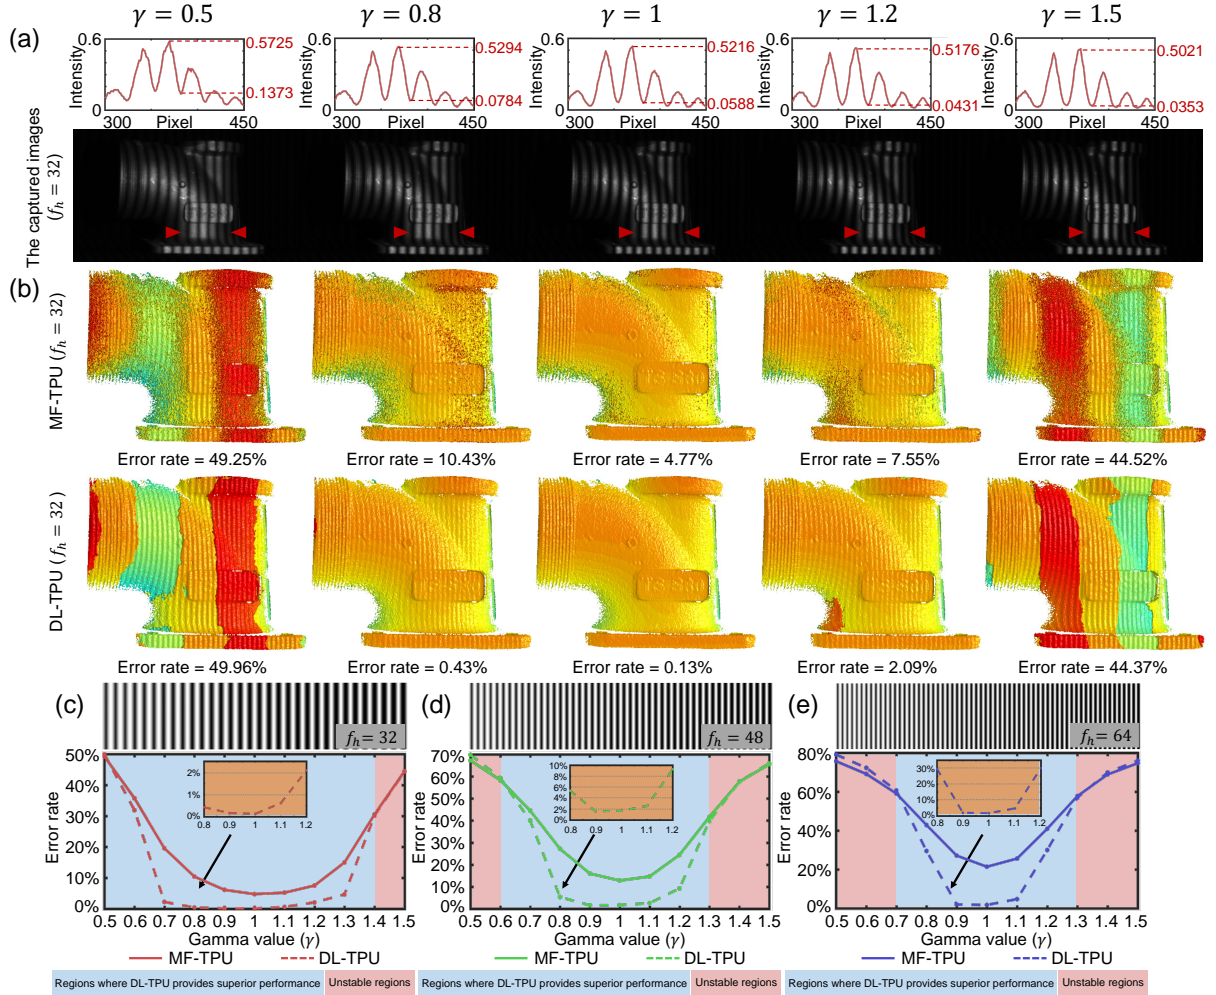 γ = 0.5
γ = 0.8
γ = 1
γ = 1.2
γ = 1.5
(a)
Intensity
0.6
0
0.5725
0.1373
300 Pixel 450
Intensity
0.6
0
0.5294
0.0784
300 Pixel 450
Intensity
0.6
0
0.5216
0.0588
300 Pixel 450
Intensity
0.6
0
0.5176
0.0431
300 Pixel 450
Intensity
0.6
0
0.5021
0.0353
300 Pixel 450
The captured images
(f_h = 32)
(b)
MF-TPU (f_h = 32)
Error rate = 49.25%
Error rate = 10.43%
Error rate = 4.77%
Error rate = 7.55%
Error rate = 44.52%
DL-TPU (f_h = 32 )
Error rate = 49.96%
Error rate = 0.43%
Error rate = 0.13%
Error rate = 2.09%
Error rate = 44.37%
(c)
f_h = 32
Error rate
50%
40%
30%
20%
10%
0%
2%
1%
0%
0.8 0.9 1 1.1 1.2
0.5 0.6 0.7 0.8 0.9 1 1.1 1.2 1.3 1.4 1.5
Gamma value (γ)
MF-TPU DL-TPU
Regions where DL-TPU provides superior performance
Unstable regions
(d)
f_h = 48
Error rate
70%
60%
50%
40%
30%
20%
10%
0%
10%
8%
6%
4%
2%
0%
0.8 0.9 1 1.1 1.2
0.5 0.6 0.7 0.8 0.9 1 1.1 1.2 1.3 1.4 1.5
Gamma value (γ)
MF-TPU DL-TPU
Regions where DL-TPU provides superior performance
Unstable regions
(e)
f_h = 64
Error rate
80%
60%
40%
20%
0%
30%
20%
10%
0%
0.8 0.9 1 1.1 1.2
0.5 0.6 0.7 0.8 0.9 1 1.1 1.2 1.3 1.4 1.5
Gamma value (γ)
MF-TPU DL-TPU
Regions where DL-TPU provides superior performance
Unstable regions